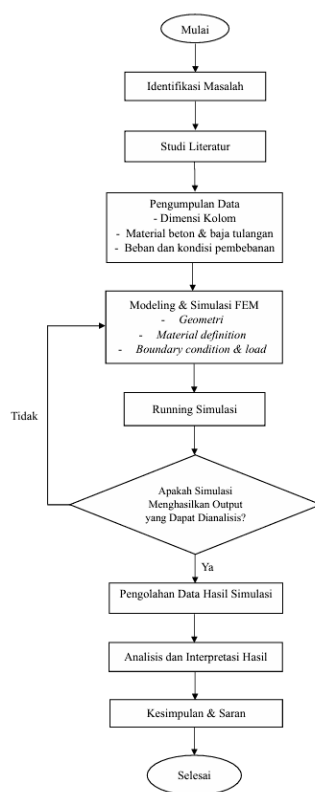 Mulai
Identifikasi Masalah
Studi Literatur
Pengumpulan Data
- Dimensi Kolom
- Material beton & baja tulangan
- Beban dan kondisi pembebanan
Modeling & Simulasi FEM
- Geometri
- Material definition
- Boundary condition & load
Tidak
Running Simulasi
Apakah Simulasi
Menghasilkan Output
yang Dapat Dianalisis?
Ya
Pengolahan Data Hasil Simulasi
Analisis dan Interpretasi Hasil
Kesimpulan & Saran
Selesai